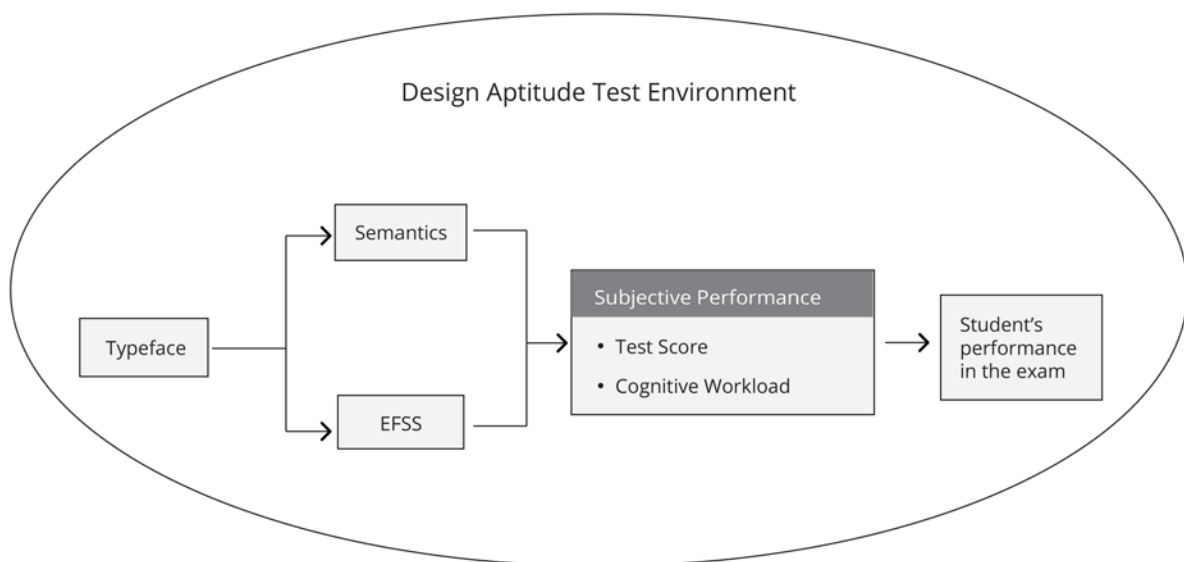 Design Aptitude Test Environment
Semantics
Typeface
EFSS
Subjective Performance
• Test Score
• Cognitive Workload
Student’s
performance
in the exam